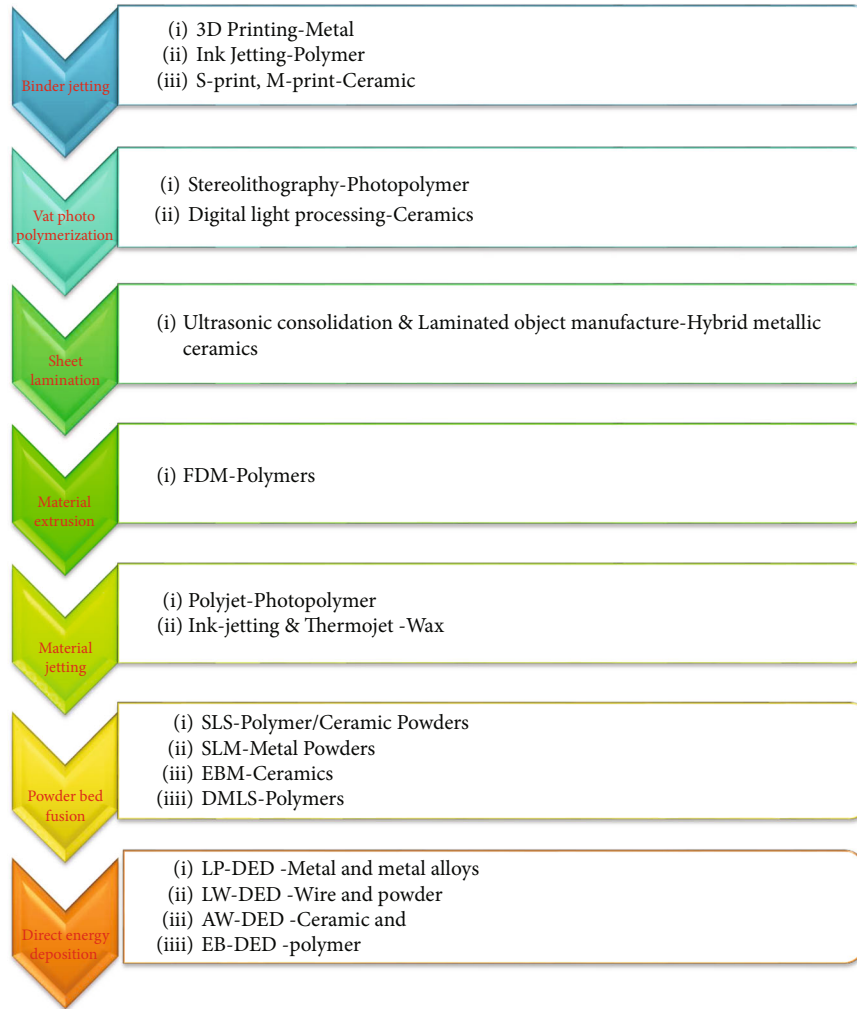 Binder jetting
(i) 3D Printing-Metal
(ii) Ink Jetting-Polymer
(iii) S-print, M-print-Ceramic
Vat photo
polymerization
(i) Stereolithography-Photopolymer
(ii) Digital light processing-Ceramics
Sheet
lamination
(i) Ultrasonic consolidation & Laminated object manufacture-Hybrid metallic
ceramics
Material
extrusion
(i) FDM-Polymers
Material
jetting
(i) Polyjet-Photopolymer
(ii) Ink-jetting & Thermojet -Wax
Powder bed
fusion
(i) SLS-Polymer/Ceramic Powders
(ii) SLM-Metal Powders
(iii) EBM-Ceramics
(iiii) DMLS-Polymers
Direct energy
deposition
(i) LP-DED -Metal and metal alloys
(ii) LW-DED -Wire and powder
(iii) AW-DED -Ceramic and
(iiii) EB-DED -polymer